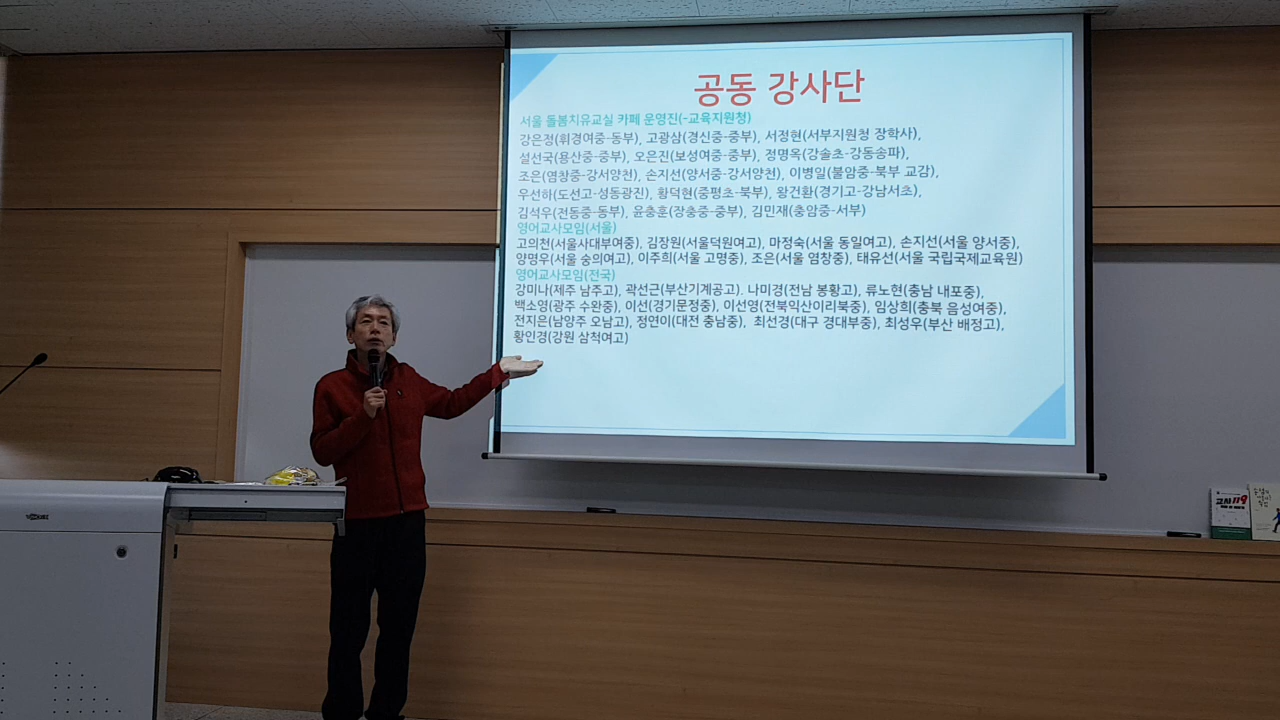 공동 강사단
서울 돌봄치유교실 카페 운영진(-교육지원청)
강은정(휘경여중-동부), 고광삼(경신중-중부), 서정현(서부지원청 장학사),
설선국(용산중-중부), 오은진(보성여중-중부), 정명옥(강솔초-강동송파),
조은(염창중-강서양천), 손지선(양서중-강서양천), 이병일(불암중-북부 교감),
우선하(도선고-성동광진), 황덕현(중평초-북부), 왕건환(경기고-강남서초),
김석우(전동중-동부), 윤충훈(장충중-중부), 김민재(충암중-서부)
영어교사모임(서울)
고의천(서울사대부여중), 김장원(서울덕원여고), 마정숙(서울 동일여고), 손지선(서울 양서중),
양명우(서울 숭의여고), 이주희(서울 고명중), 조은(서울 염창중), 태유선(서울 국립국제교육원)
영어교사모임(전국)
강미나(제주 남주고), 곽선근(부산기계공고). 나미경(전남 봉황고), 류노현(충남 내포중),
백소영(광주 수완중), 이선(경기문정중), 이선영(전북익산이리북중), 임상희(충북 음성여중),
전지은(남양주 오남고), 정연이(대전 충남중), 최선경(대구 경대부중), 최성우(부산 배정고),
황인경(강원 삼척여고)
교사119